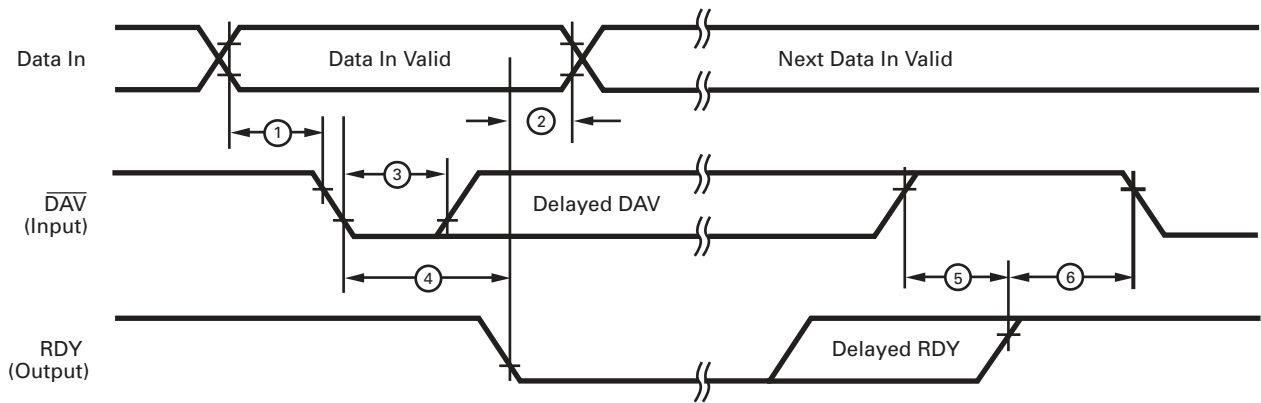 Data In
Data In Valid
Next Data In Valid
1
2
3
D̅A̅V̅
(Input)
Delayed DAV
4
5
6
RDY
(Output)
Delayed RDY